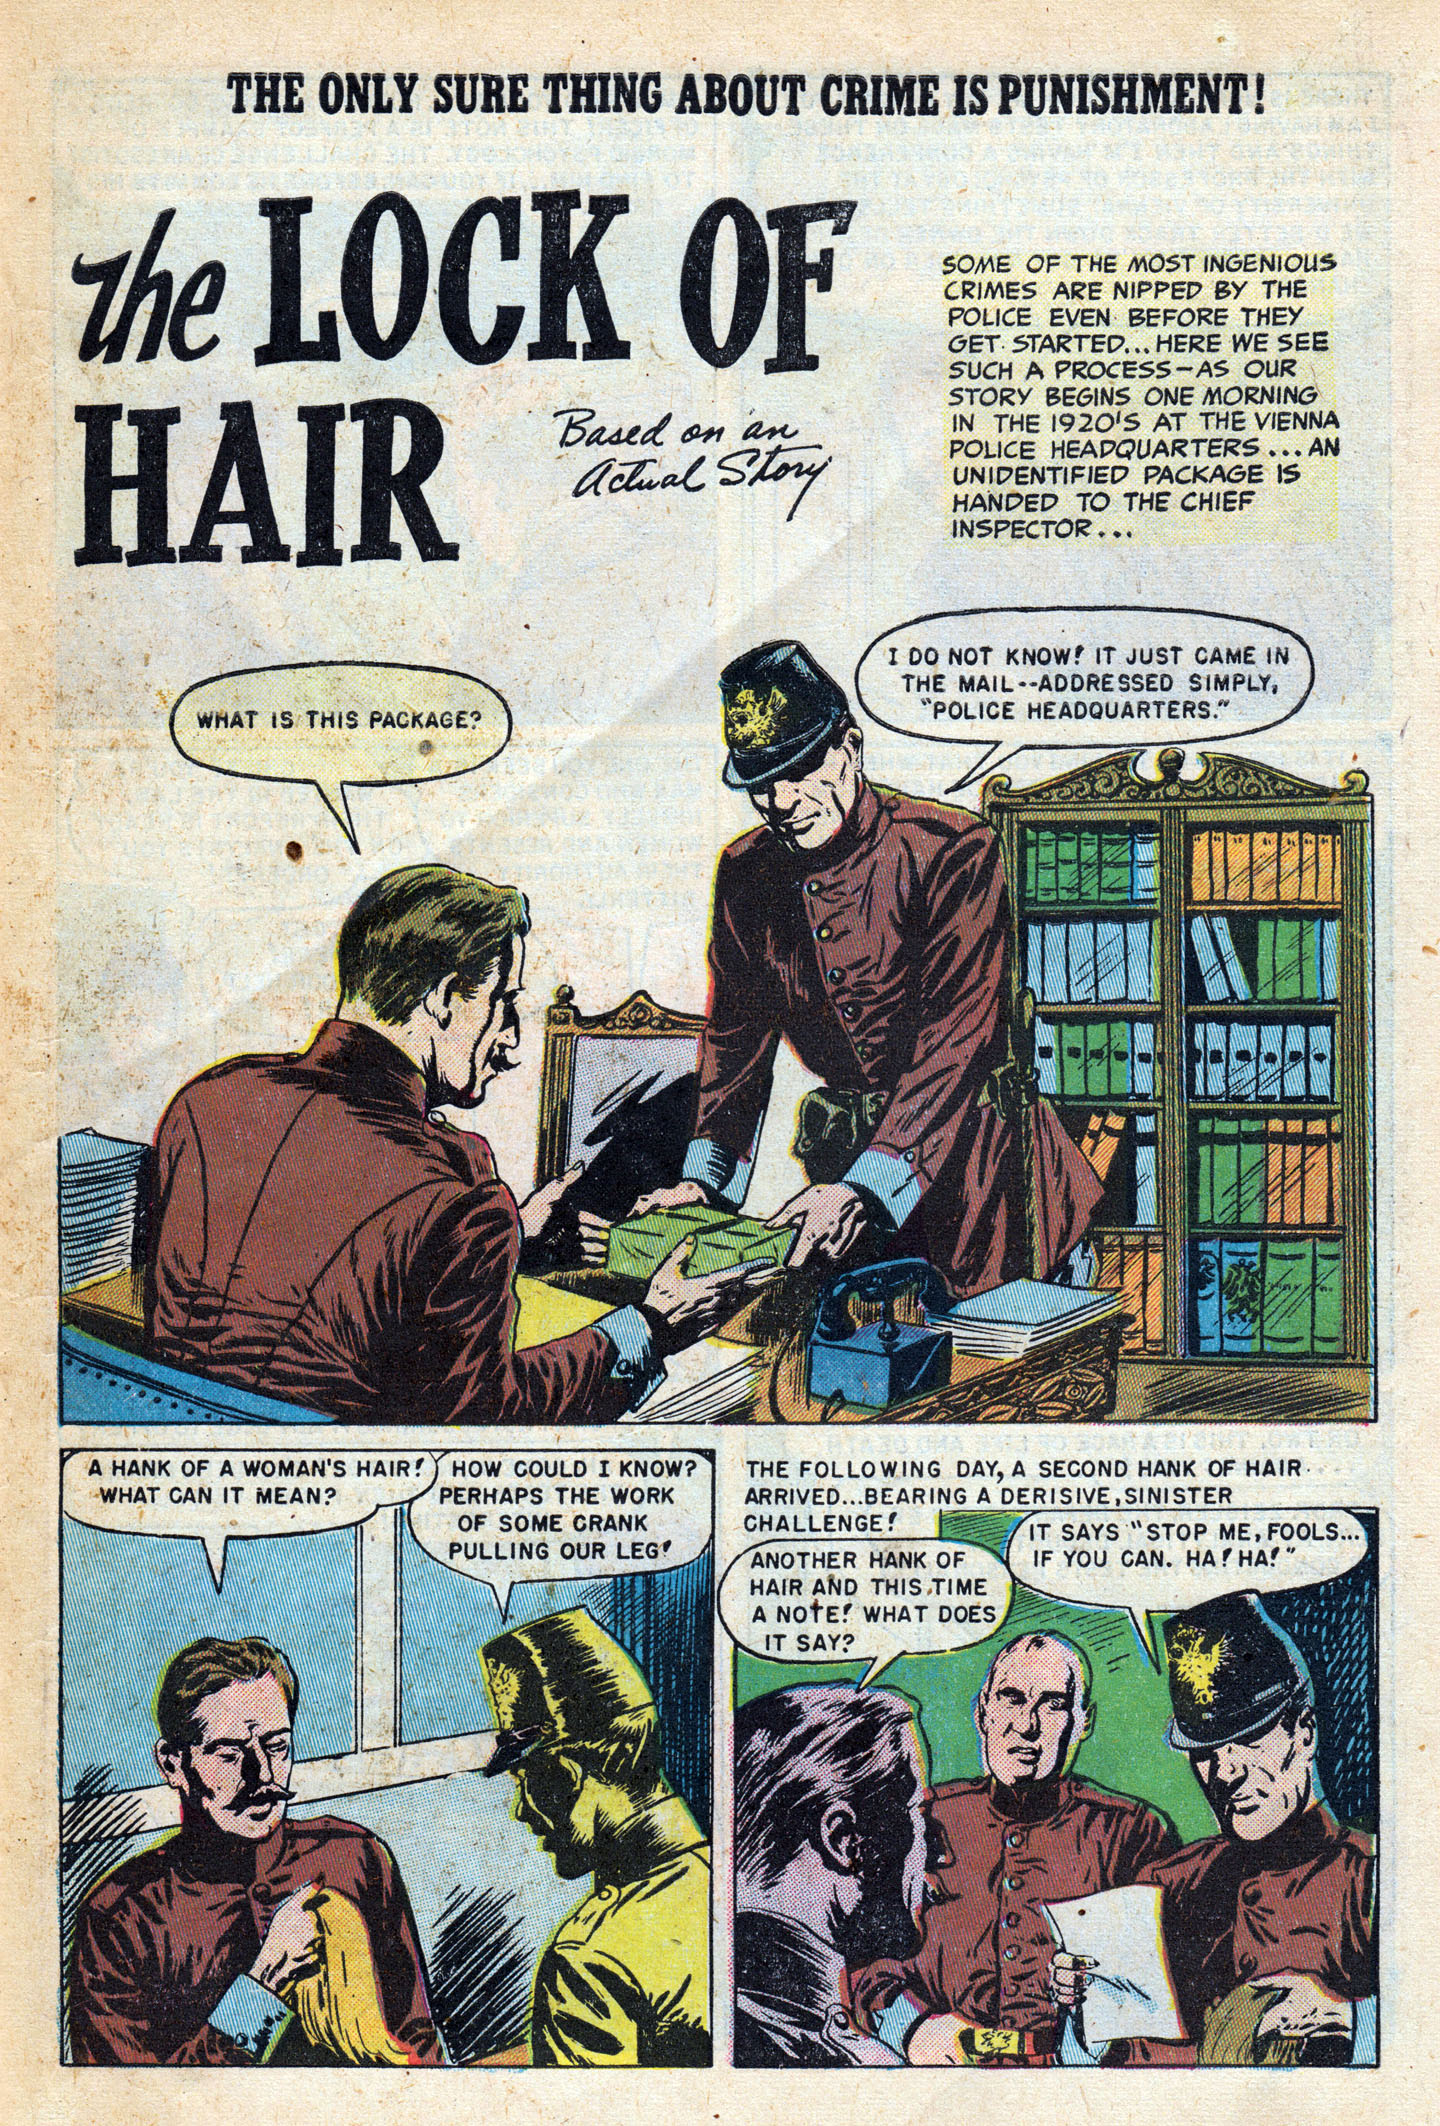 THE ONLY SURE THING ABOUT CRIME IS PUNISHMENT!
the LOCK OF
HAIR
Based on an
Actual Story
SOME OF THE MOST INGENIOUS
CRIMES ARE NIPPED BY THE
POLICE EVEN BEFORE THEY
GET STARTED...HERE WE SEE
SUCH A PROCESS—AS OUR
STORY BEGINS ONE MORNING
IN THE 1920'S AT THE VIENNA
POLICE HEADQUARTERS...AN
UNIDENTIFIED PACKAGE IS
HANDED TO THE CHIEF
INSPECTOR...
WHAT IS THIS PACKAGE?
I DO NOT KNOW! IT JUST CAME IN
THE MAIL--ADDRESSED SIMPLY,
"POLICE HEADQUARTERS."
A HANK OF A WOMAN'S HAIR!
WHAT CAN IT MEAN?
HOW COULD I KNOW?
PERHAPS THE WORK
OF SOME CRANK
PULLING OUR LEG!
THE FOLLOWING DAY, A SECOND HANK OF HAIR
ARRIVED...BEARING A DERISIVE, SINISTER
CHALLENGE!
ANOTHER HANK OF
HAIR AND THIS TIME
A NOTE! WHAT DOES
IT SAY?
IT SAYS "STOP ME, FOOLS...
IF YOU CAN. HA! HA!"